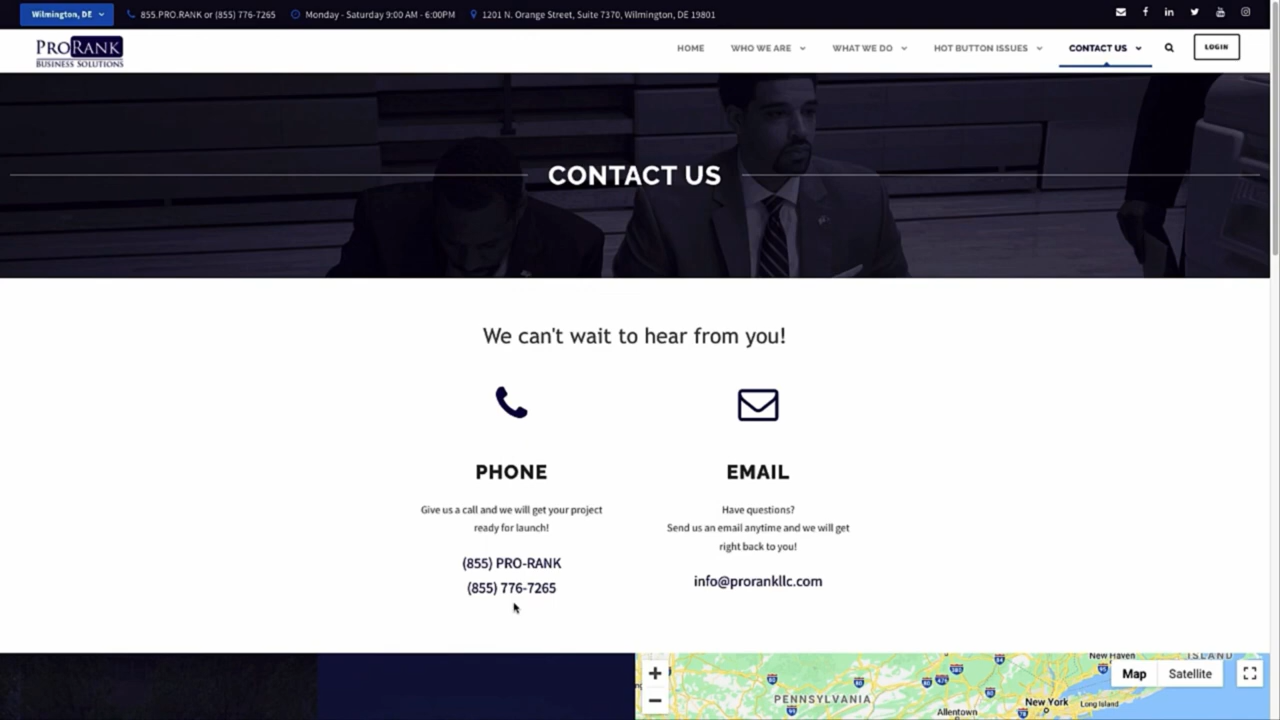 Wilmington, DE
855.PRO.RANK or (855) 776-7265
Monday - Saturday 9:00 AM - 6:00PM
1201 N. Orange Street, Suite 7370, Wilmington, DE 19801
PRORANK
BUSINESS SOLUTIONS
HOME
WHO WE ARE
WHAT WE DO
HOT BUTTON ISSUES
CONTACT US
LOGIN
CONTACT US
We can't wait to hear from you!
PHONE
Give us a call and we will get your project
ready for launch!
(855) PRO-RANK
(855) 776-7265
EMAIL
Have questions?
Send us an email anytime and we will get
right back to you!
info@prorankllc.com
Map
Satellite
New Haven
ISLAND
PENNSYLVANIA
Allentown
New York
Long Island